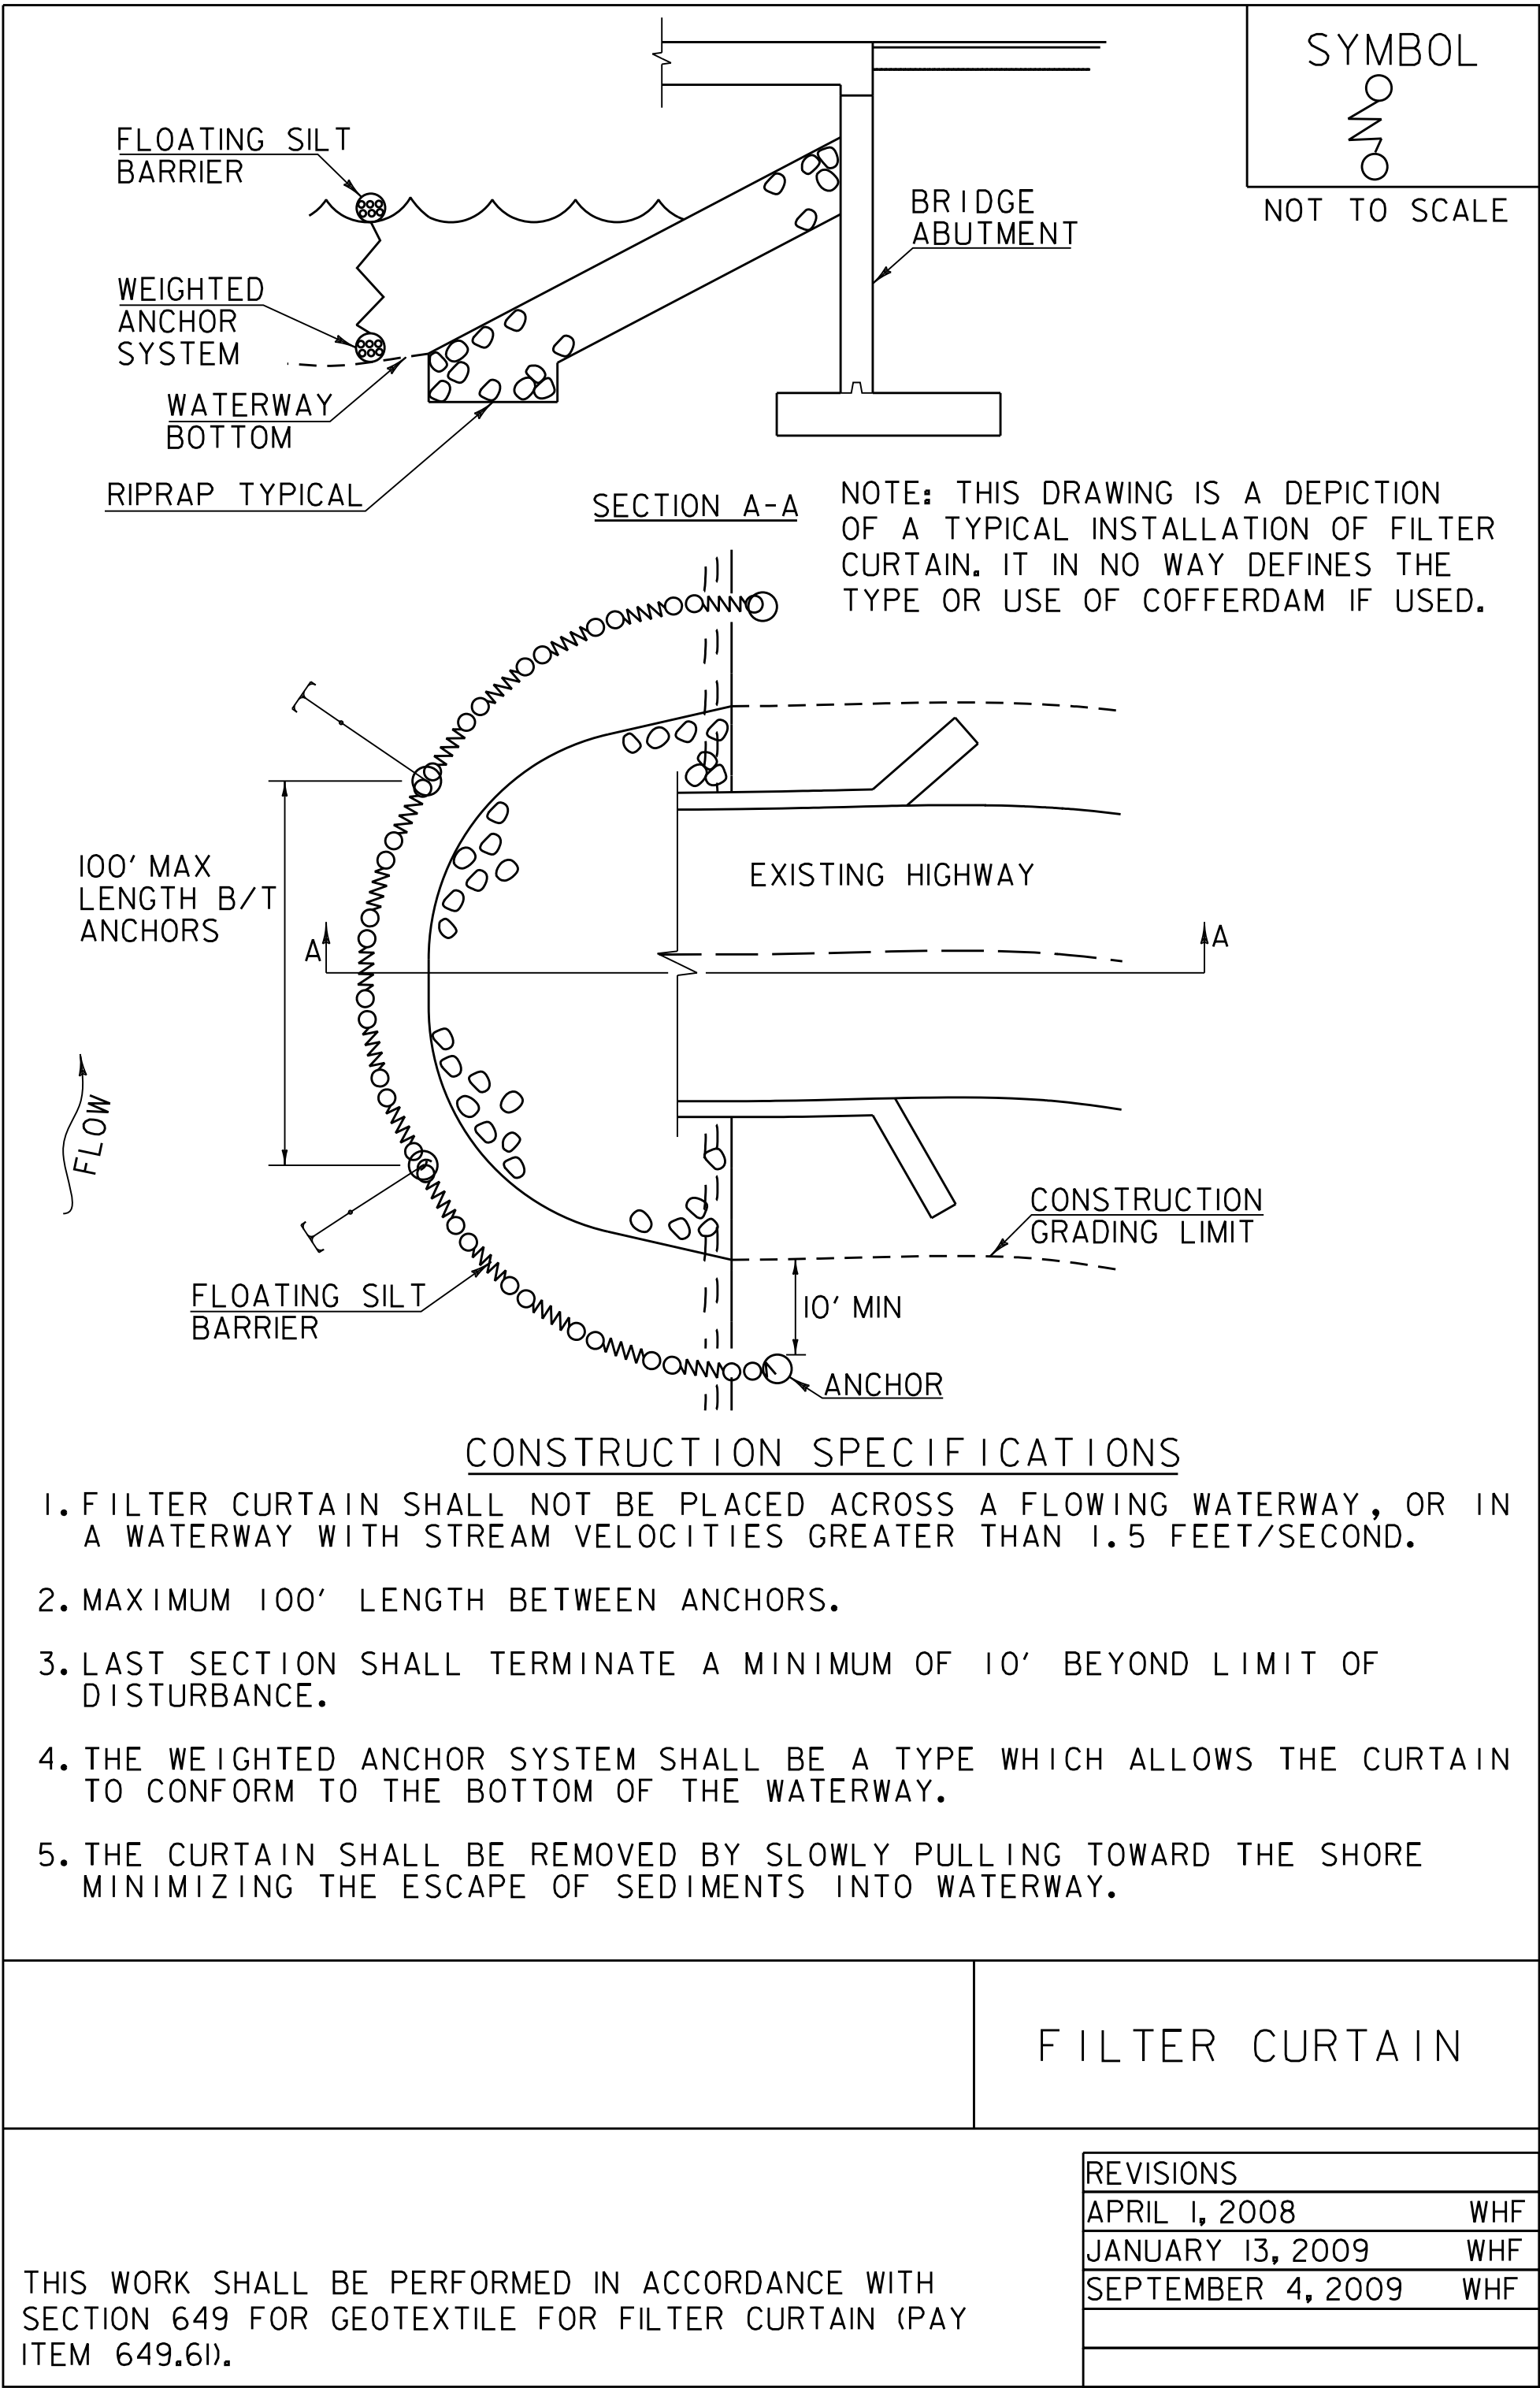 SYMBOL
NOT TO SCALE
FLOATING SILT
BARRIER
BRIDGE
ABUTMENT
WEIGHTED
ANCHOR
SYSTEM
WATERWAY
BOTTOM
RIPRAP TYPICAL
SECTION A-A
NOTE: THIS DRAWING IS A DEPICTION
OF A TYPICAL INSTALLATION OF FILTER
CURTAIN. IT IN NO WAY DEFINES THE
TYPE OR USE OF COFFERDAM IF USED.
100' MAX
LENGTH B/T
ANCHORS
EXISTING HIGHWAY
A
A
FLOW
CONSTRUCTION
GRADING LIMIT
FLOATING SILT
BARRIER
10' MIN
ANCHOR
CONSTRUCTION SPECIFICATIONS
1. FILTER CURTAIN SHALL NOT BE PLACED ACROSS A FLOWING WATERWAY, OR IN
A WATERWAY WITH STREAM VELOCITIES GREATER THAN 1.5 FEET/SECOND.
2. MAXIMUM 100' LENGTH BETWEEN ANCHORS.
3. LAST SECTION SHALL TERMINATE A MINIMUM OF 10' BEYOND LIMIT OF
DISTURBANCE.
4. THE WEIGHTED ANCHOR SYSTEM SHALL BE A TYPE WHICH ALLOWS THE CURTAIN
TO CONFORM TO THE BOTTOM OF THE WATERWAY.
5. THE CURTAIN SHALL BE REMOVED BY SLOWLY PULLING TOWARD THE SHORE
MINIMIZING THE ESCAPE OF SEDIMENTS INTO WATERWAY.
FILTER CURTAIN
REVISIONS
APRIL 1, 2008 WHF
JANUARY 13, 2009 WHF
SEPTEMBER 4, 2009 WHF
THIS WORK SHALL BE PERFORMED IN ACCORDANCE WITH
SECTION 649 FOR GEOTEXTILE FOR FILTER CURTAIN (PAY
ITEM 649.61).